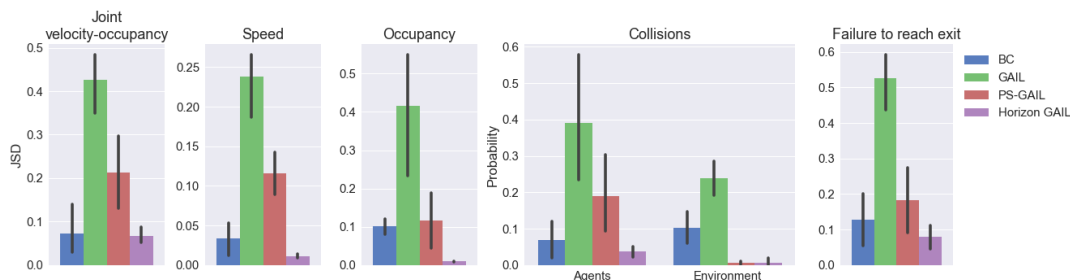 Joint
velocity-occupancy
Speed
Occupancy
Collisions
Failure to reach exit
JSD
0.5
0.4
0.3
0.2
0.1
0.0
0.25
0.20
0.15
0.10
0.05
0.00
0.5
0.4
0.3
0.2
0.1
0.0
Probability
0.6
0.5
0.4
0.3
0.2
0.1
0.0
Agents
Environment
0.6
0.5
0.4
0.3
0.2
0.1
0.0
BC
GAIL
PS-GAIL
Horizon GAIL